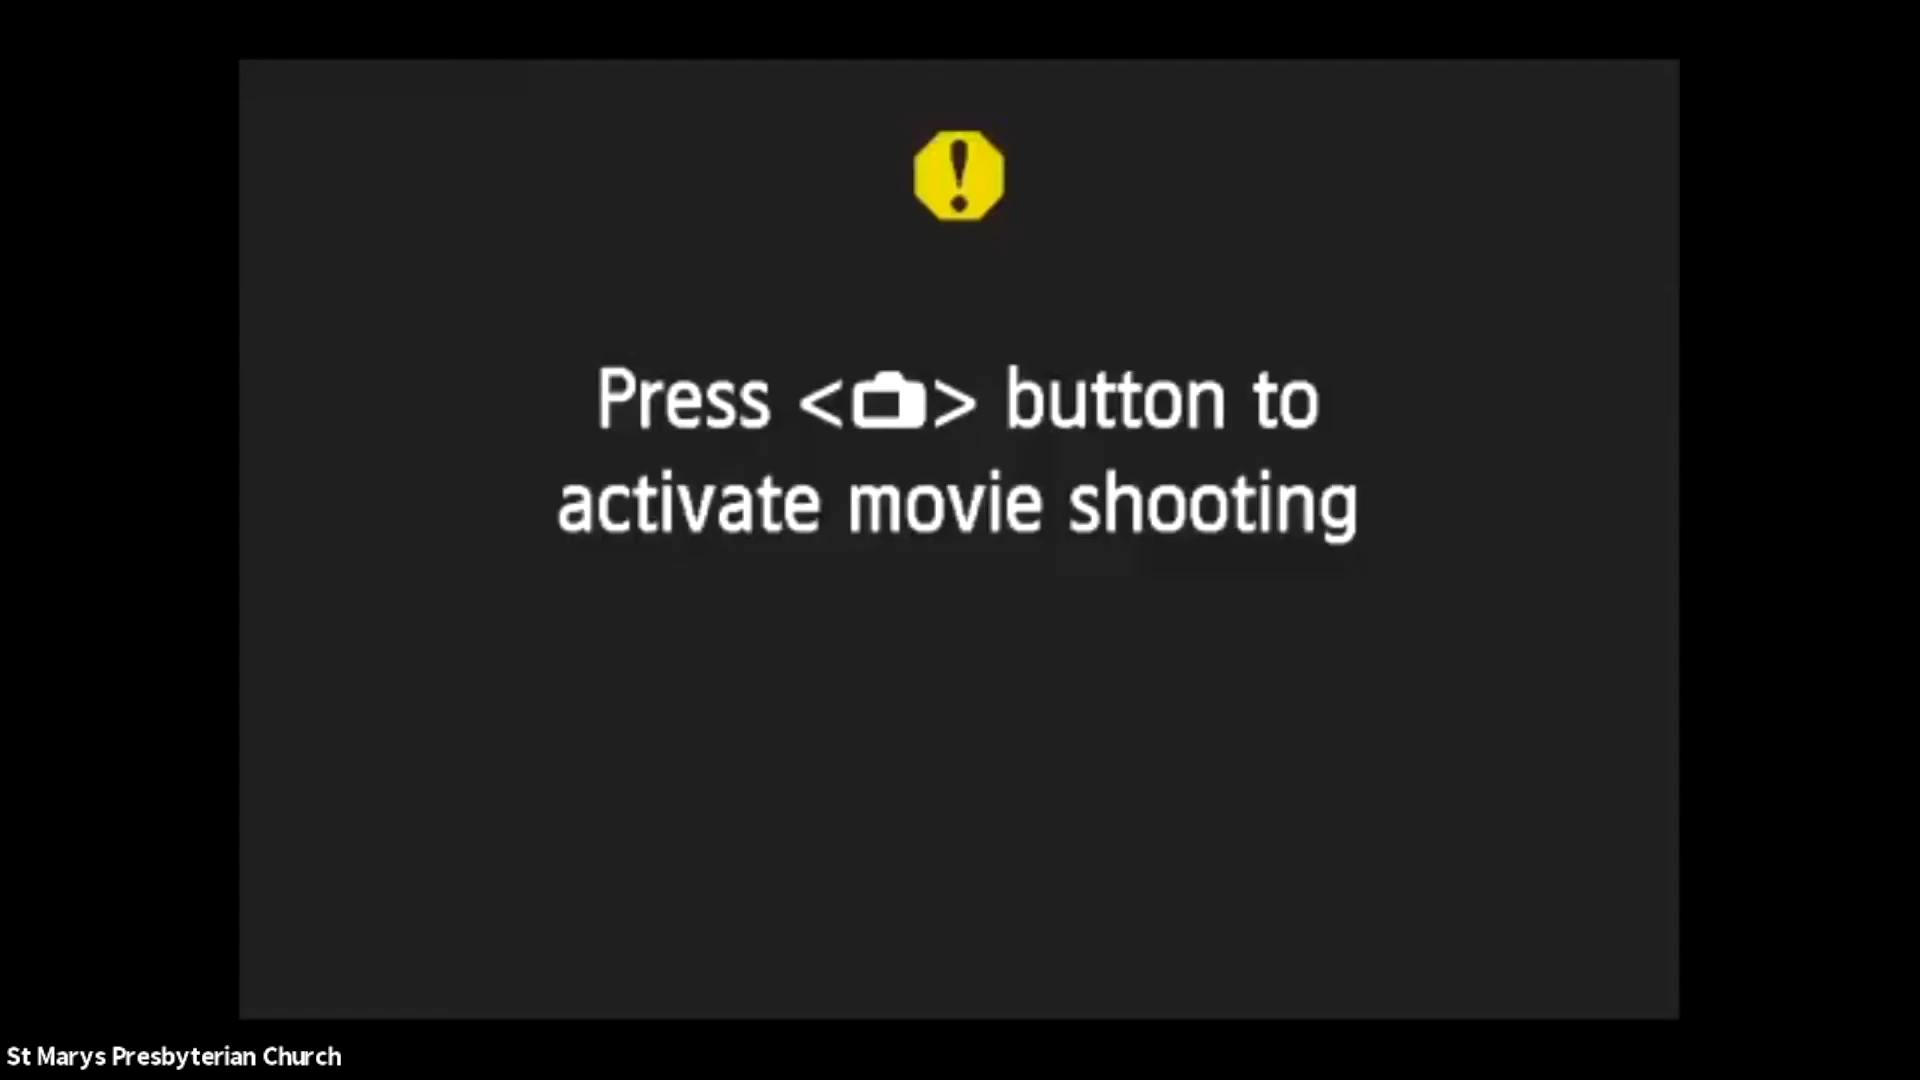 Press <📷> button to
activate movie shooting
St Marys Presbyterian Church